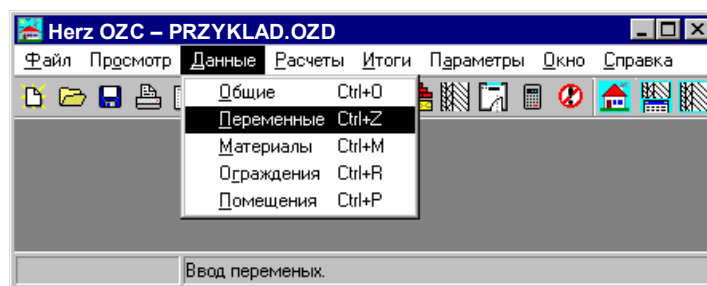 Herz OZC – PRZYKLAD.OZD
Файл Просмотр Данные Расчеты Итоги Параметры Окно Справка
Общие Ctrl+O
Переменные Ctrl+Z
Материалы Ctrl+M
Ограждения Ctrl+R
Помещения Ctrl+P
Ввод переменых.